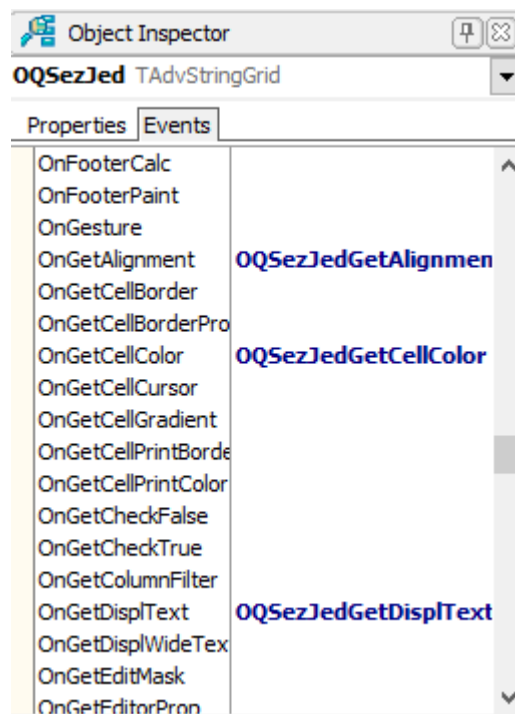 Object Inspector
OQSezJed TAdvStringGrid
Properties Events
OnFooterCalc
OnFooterPaint
OnGesture
OnGetAlignment OQSezJedGetAlignmen
OnGetCellBorder
OnGetCellBorderPro
OnGetCellColor OQSezJedGetCellColor
OnGetCellCursor
OnGetCellGradient
OnGetCellPrintBorde
OnGetCellPrintColor
OnGetCheckFalse
OnGetCheckTrue
OnGetColumnFilter
OnGetDisplText OQSezJedGetDisplText
OnGetDisplWideTex
OnGetEditMask
OnGetEditorProp